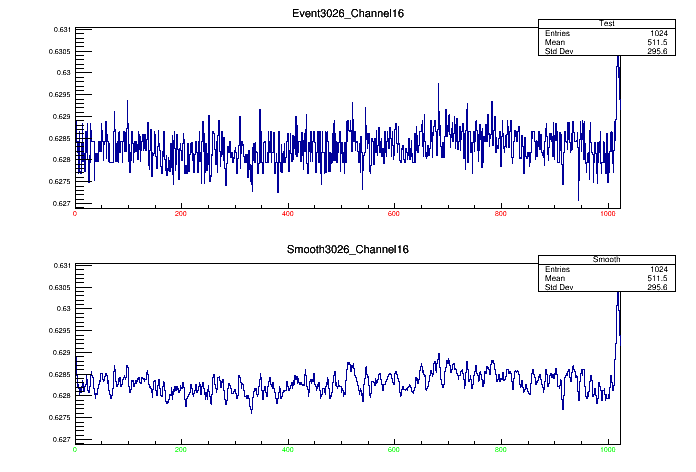 Event3026_Channel16
Test
Entries 1024
Mean 511.5
Std Dev 295.6
0.631
0.6305
0.63
0.6295
0.629
0.6285
0.628
0.6275
0.627
0 200 400 600 800 1000
Smooth3026_Channel16
Smooth
Entries 1024
Mean 511.5
Std Dev 295.6
0.631
0.6305
0.63
0.6295
0.629
0.6285
0.628
0.6275
0.627
0 200 400 600 800 1000